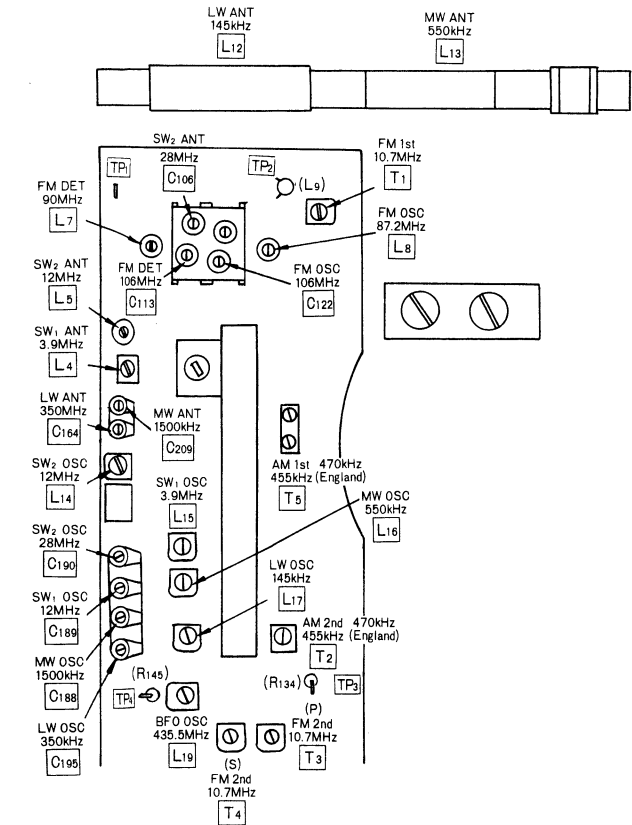 LW ANT
145kHz
L12
MW ANT
550kHz
L13
SW2 ANT
28MHz
C106
TP1
TP2
(L9)
FM 1st
10.7MHz
T1
FM DET
90MHz
L7
FM OSC
87.2MHz
L8
FM DET
106MHz
C113
FM OSC
106MHz
C122
SW2 ANT
12MHz
L5
SW1 ANT
3.9MHz
L4
LW ANT
350MHz
C164
MW ANT
1500kHz
C209
SW2 OSC
12MHz
L14
SW1 OSC
3.9MHz
L15
AM 1st 470kHz
455kHz (England)
T5
MW OSC
550kHz
L16
SW2 OSC
28MHz
C190
LW OSC
145kHz
L17
SW1 OSC
12MHz
C189
AM 2nd 470kHz
455kHz (England)
T2
MW OSC
1500kHz
C188
(R145)
TP4
(R134)
TP3
LW OSC
350kHz
C195
BFO OSC
435.5MHz
L19
(P)
FM 2nd
10.7MHz
T3
(S)
FM 2nd
10.7MHz
T4